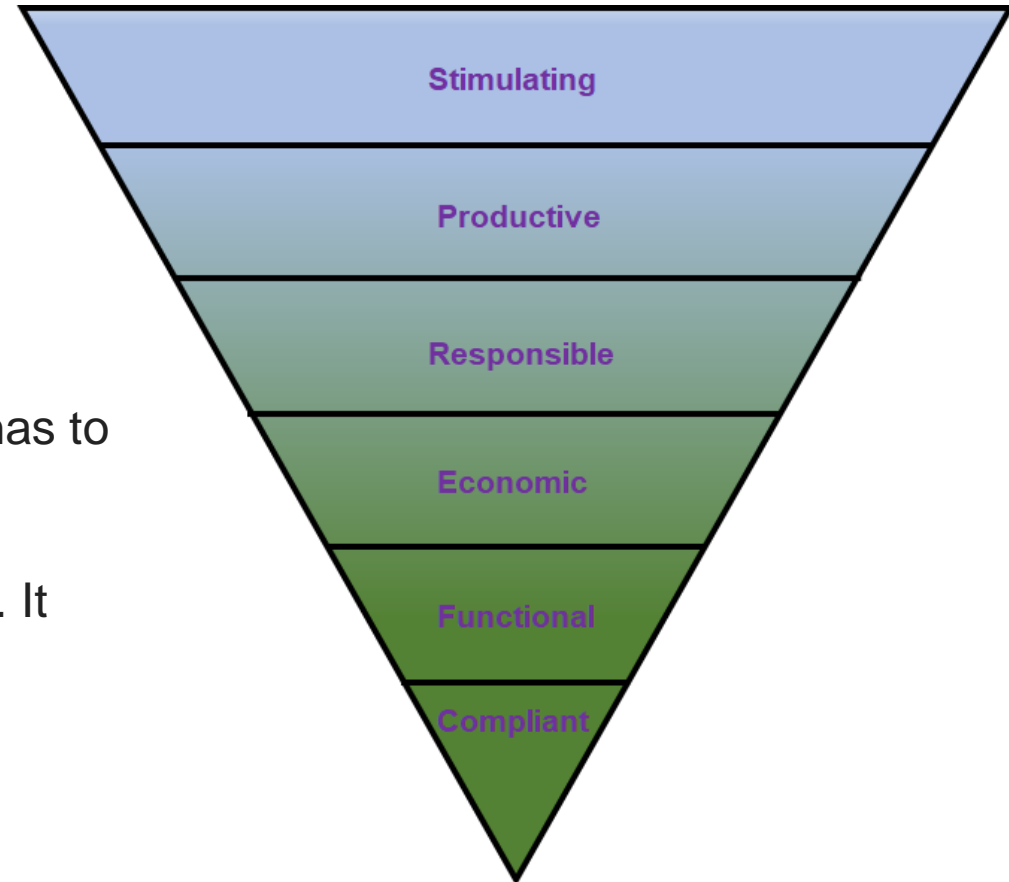 Stimulating
Productive
Responsible
has to
Economic
. It
Functional
Compliant